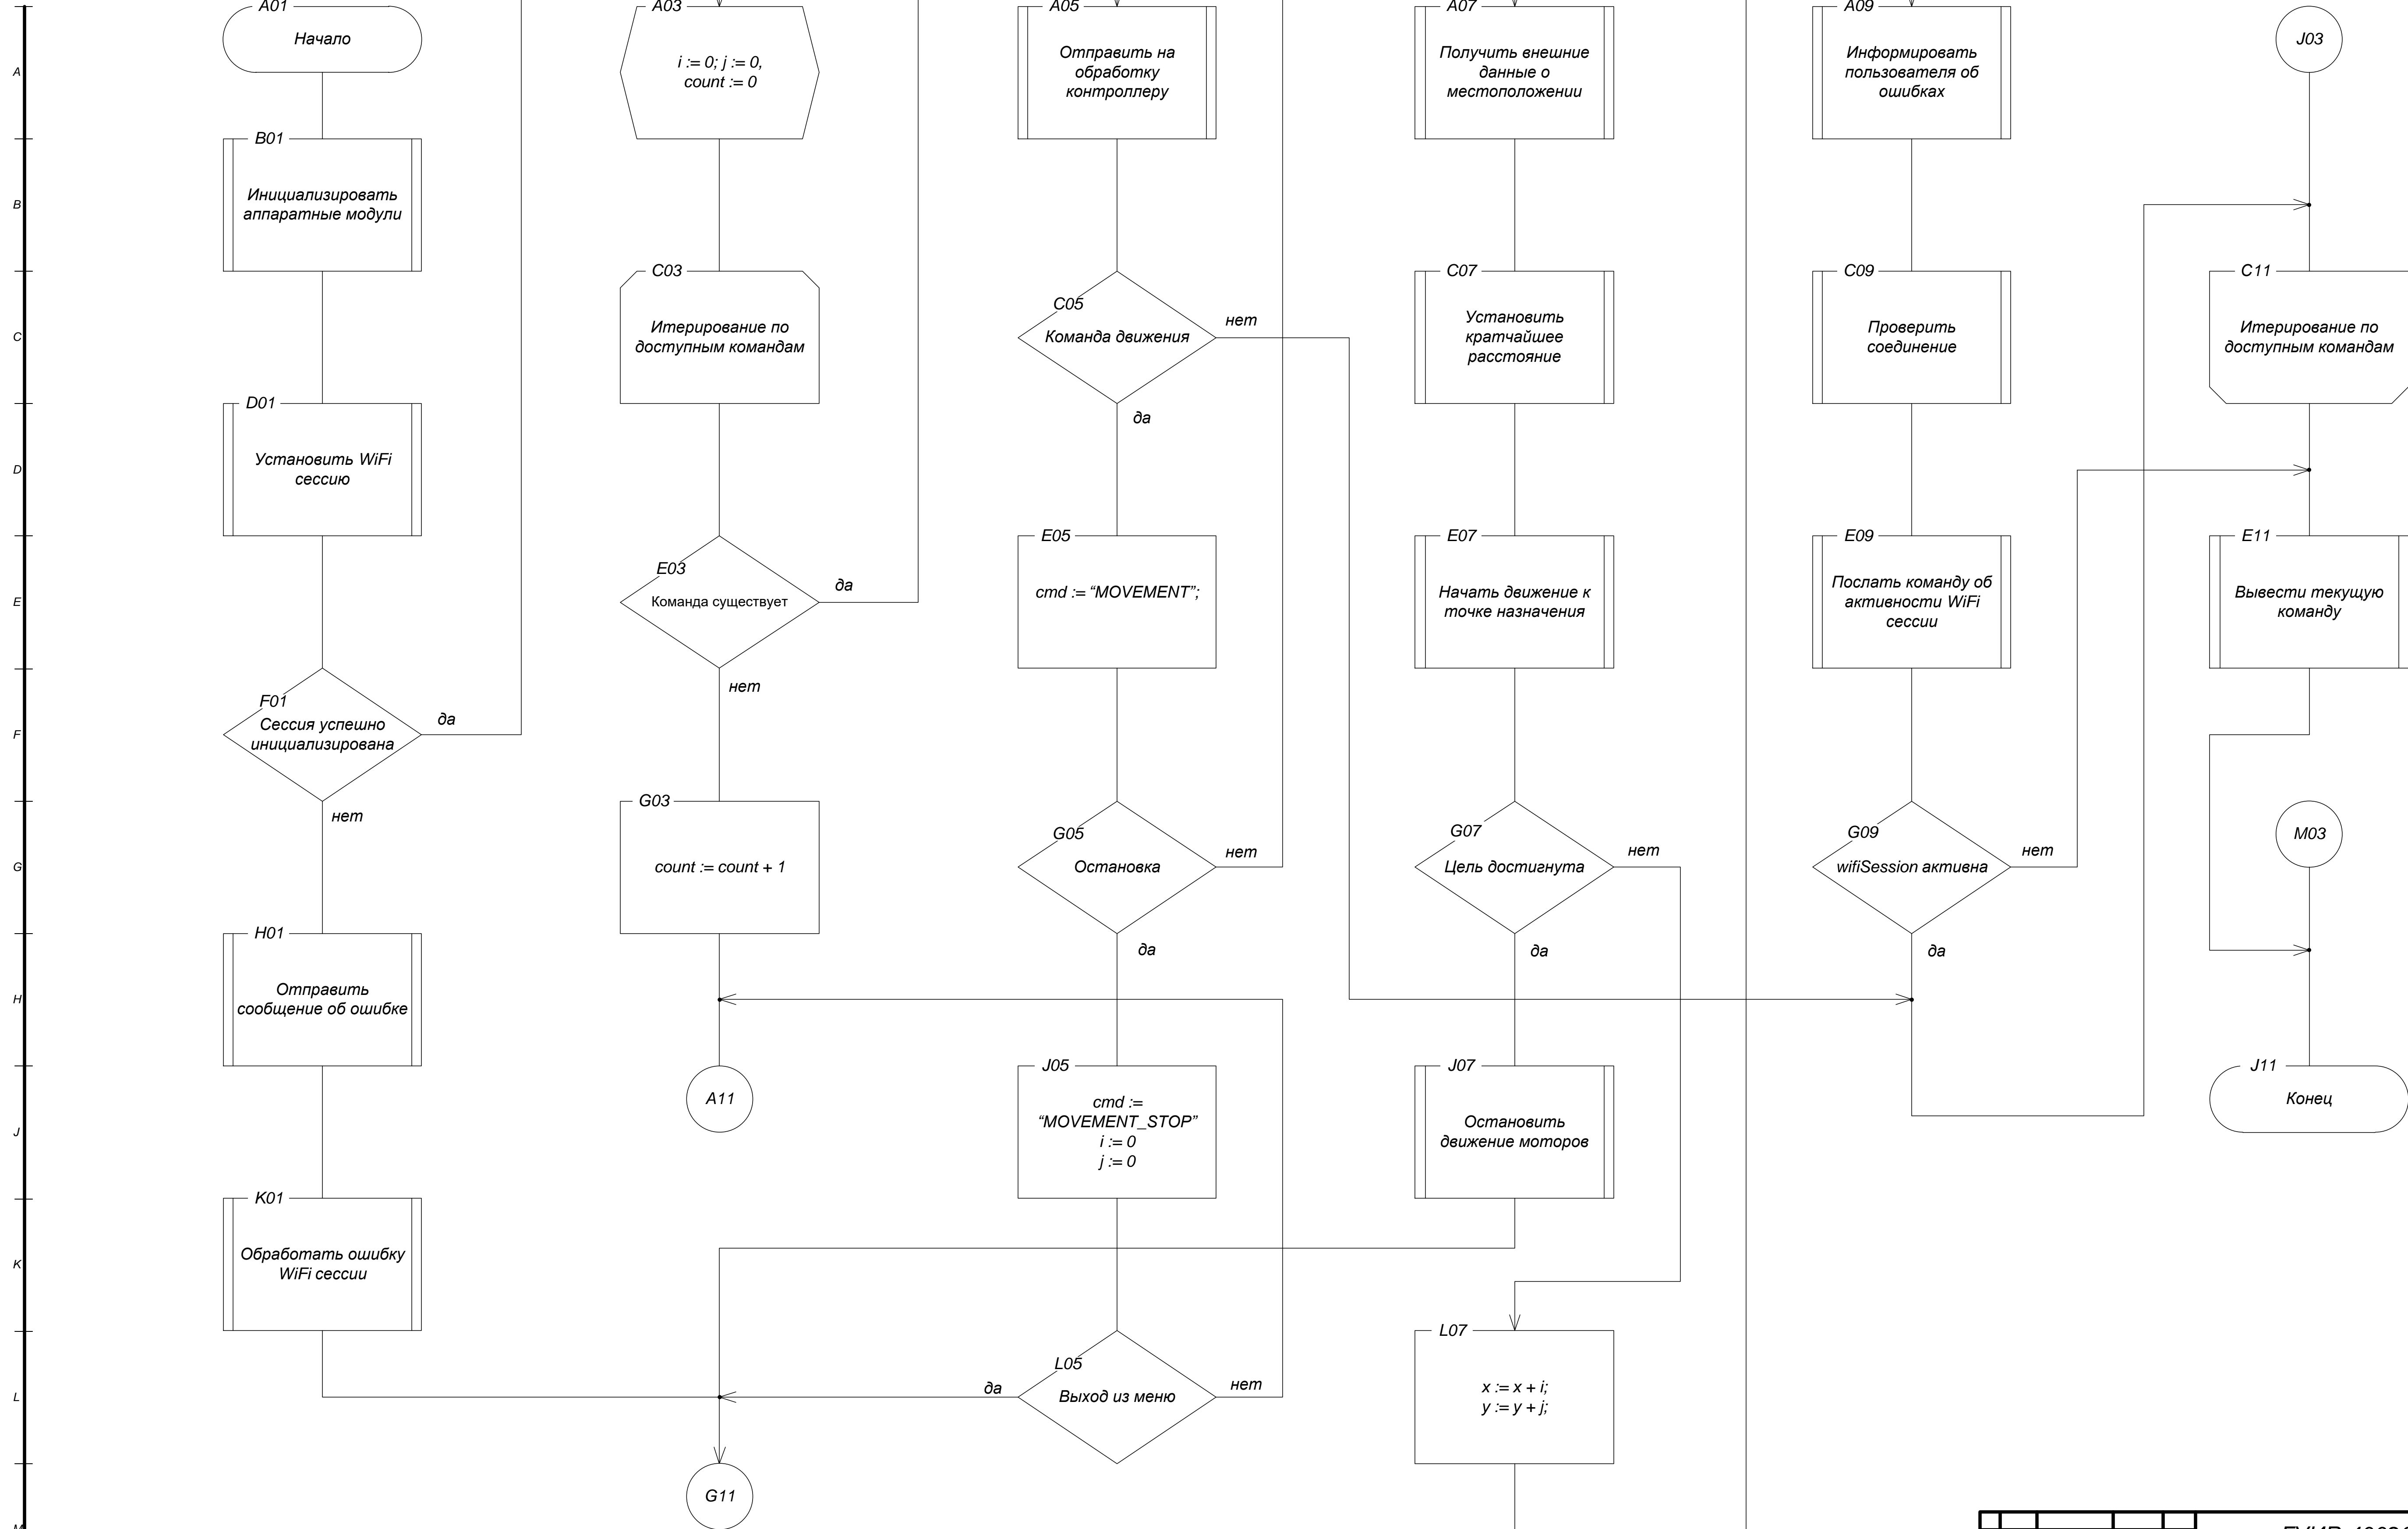 A01
Начало
B01
Инициализировать
аппаратные модули
D01
Установить WiFi
сессию
F01
Сессия успешно
инициализирована
да
нет
H01
Отправить
сообщение об ошибке
K01
Обработать ошибку
WiFi сессии
A03
i := 0; j := 0,
count := 0
C03
Итерирование по
доступным командам
E03
Команда существует
да
нет
G03
count := count + 1
A11
G11
A05
Отправить на
обработку
контроллеру
C05
Команда движения
нет
да
E05
cmd := “MOVEMENT”;
G05
Остановка
нет
да
J05
cmd :=
“MOVEMENT_STOP”
i := 0
j := 0
L05
Выход из меню
да
нет
A07
Получить внешние
данные о
местоположении
C07
Установить
кратчайшее
расстояние
E07
Начать движение к
точке назначения
G07
Цель достигнута
нет
да
J07
Остановить
движение моторов
L07
x := x + i;
y := y + j;
A09
Информировать
пользователя об
ошибках
C09
Проверить
соединение
E09
Послать команду об
активности WiFi
сессии
G09
wifiSession активна
нет
да
J03
C11
Итерирование по
доступным командам
E11
Вывести текущую
команду
M03
J11
Конец
A
B
C
D
E
F
G
H
J
K
L